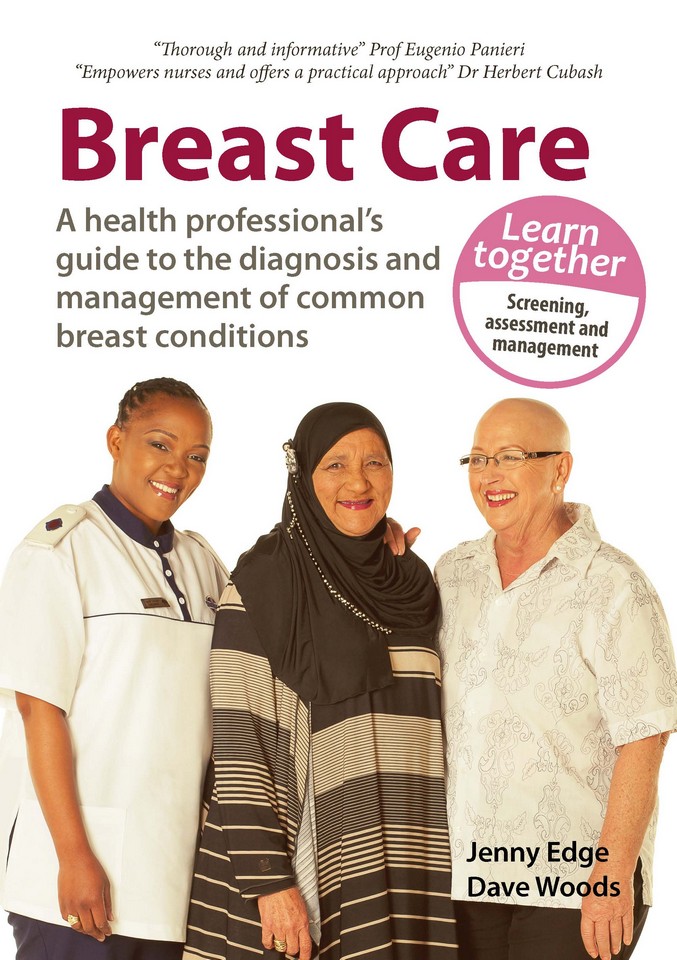 “Thorough and informative” Prof Eugenio Panieri
“Empowers nurses and offers a practical approach” Dr Herbert Cubash
Breast Care
A health professional’s
guide to the diagnosis and
management of common
breast conditions
Learn
together
Screening,
assessment and
management
Jenny Edge
Dave Woods